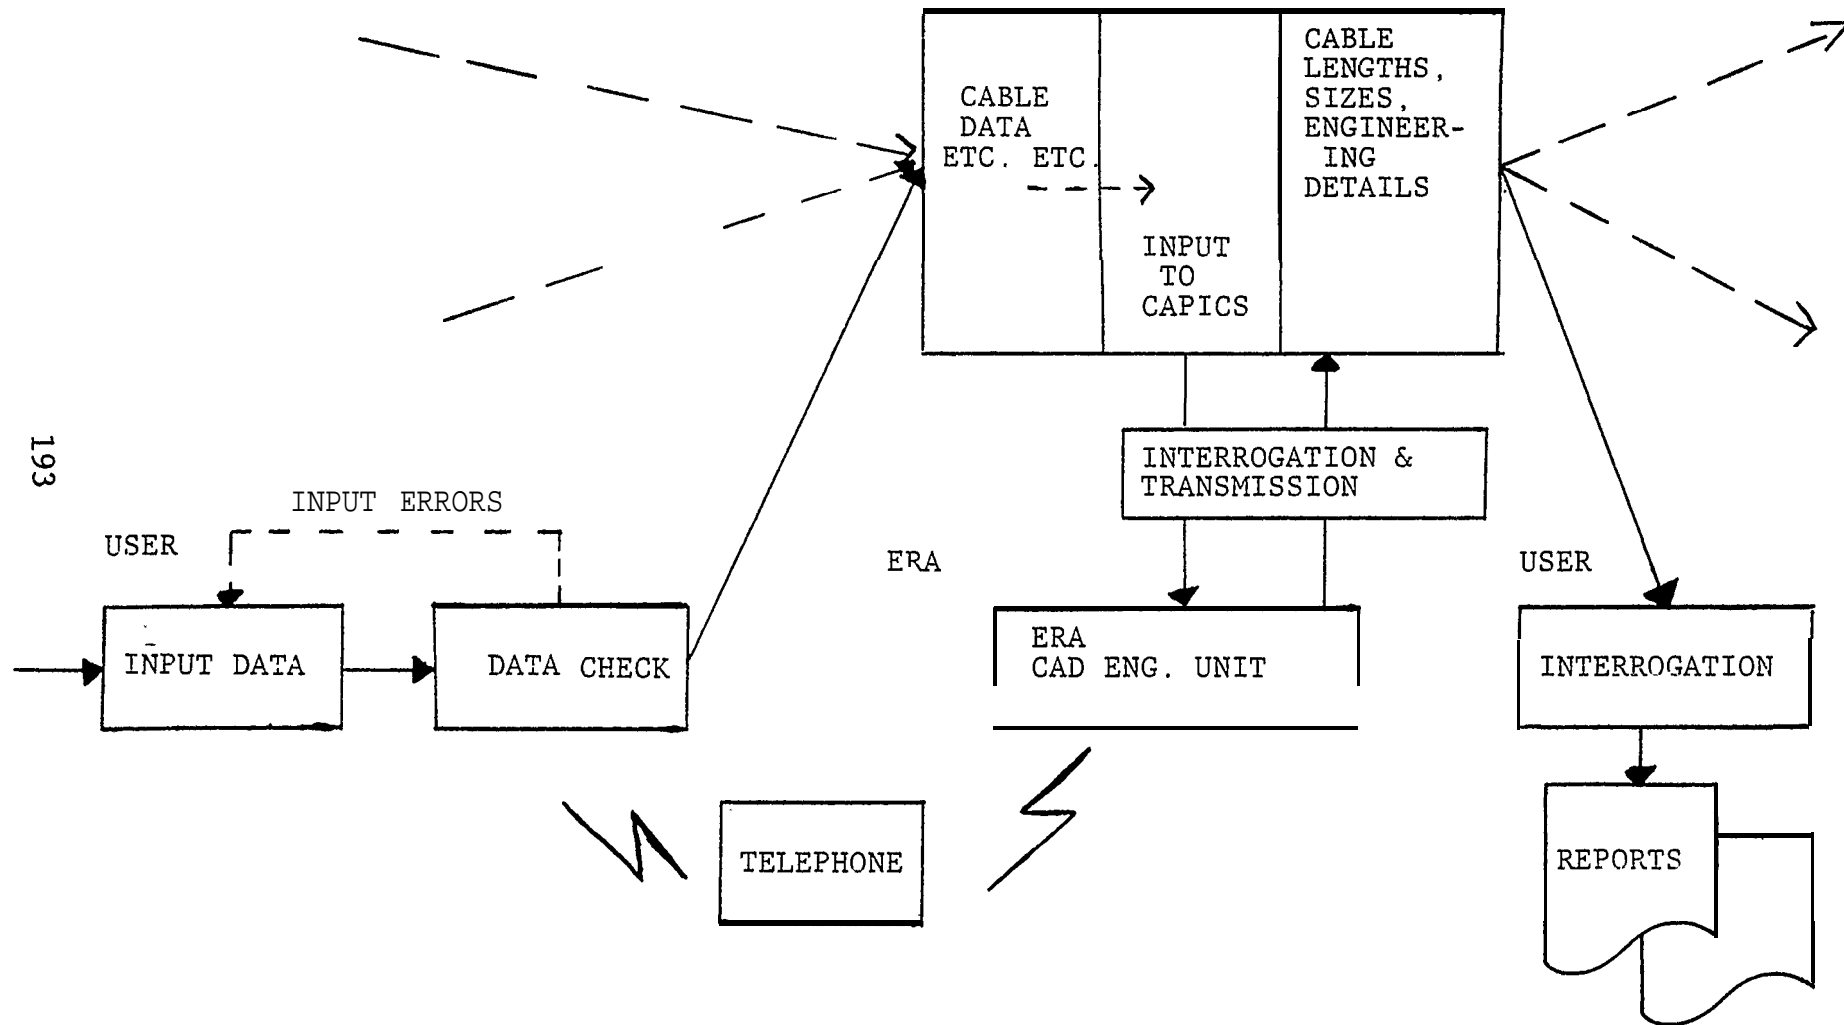 CABLE
DATA
ETC. ETC.
INPUT
TO
CAPICS
CABLE
LENGTHS,
SIZES,
ENGINEER-
ING
DETAILS
INTERROGATION &
TRANSMISSION
193
INPUT ERRORS
USER
INPUT DATA
DATA CHECK
ERA
ERA
CAD ENG. UNIT
USER
INTERROGATION
TELEPHONE
REPORTS